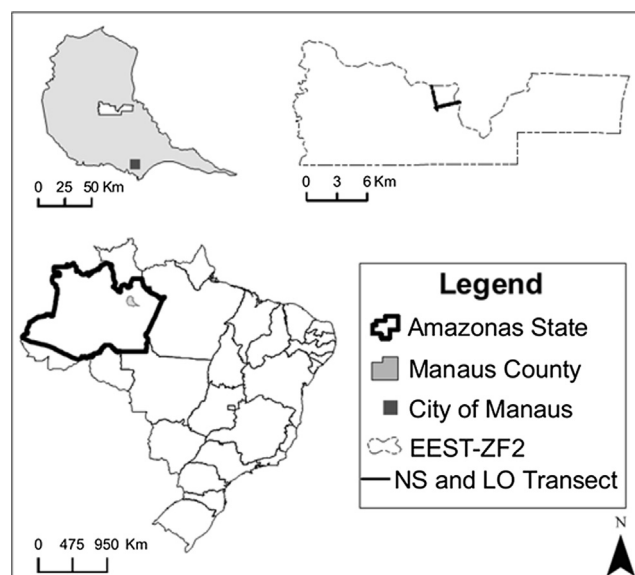 0 25 50 Km
0 3 6 Km
Legend
Amazonas State
Manaus County
City of Manaus
EEST-ZF2
NS and LO Transect
0 475 950 Km
N